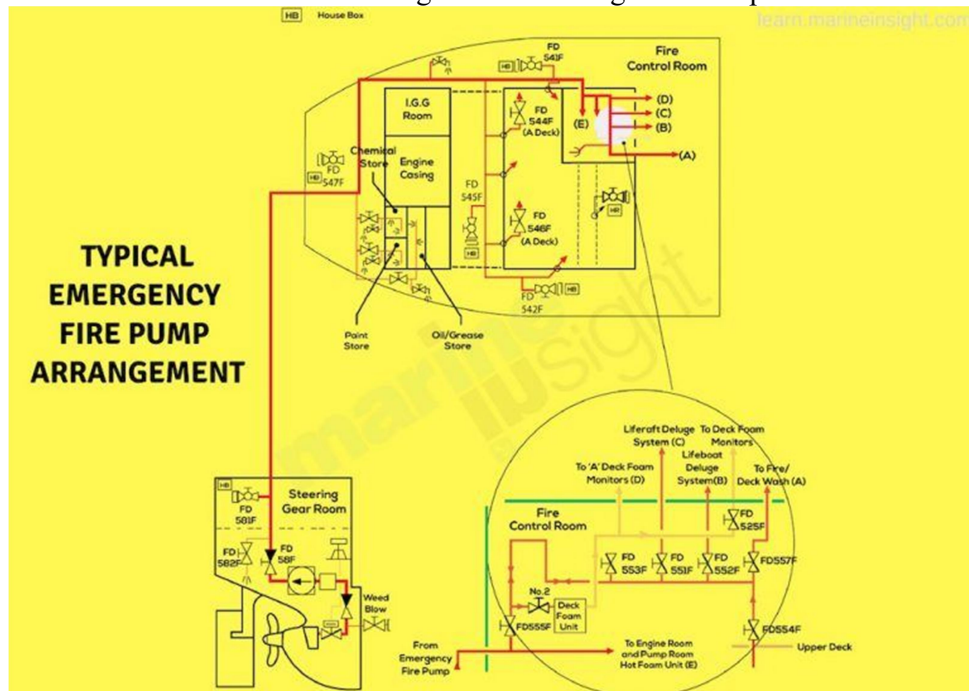 HB House Box
learn.marineinsight.com
FD
541F
HB
Fire
Control Room
I.G.G
Room
FD
544F
(A Deck)
(E)
(D)
(C)
(B)
(A)
Chemical
Store
Engine
Casing
FD
547F
HB
FD
545F
HB
FD
546F
(A Deck)
HB
FD
542F
HB
Paint
Store
Oil/Grease
Store
TYPICAL
EMERGENCY
FIRE PUMP
ARRANGEMENT
marine
insight
HB
FD
581F
Steering
Gear Room
FD
582F
FD
58F
Weed
Blow
Liferaft Deluge
System (C)
To Deck Foam
Monitors
To 'A' Deck Foam
Monitors (D)
Lifeboat
Deluge
System(B)
To Fire/
Deck Wash (A)
Fire
Control Room
FD
525F
FD
553F
FD
551F
FD
552F
FD557F
No.2
Deck
Foam
Unit
FD555F
FD554F
From
Emergency
Fire Pump
To Engine Room
and Pump Room
Hot Foam Unit (E)
Upper Deck